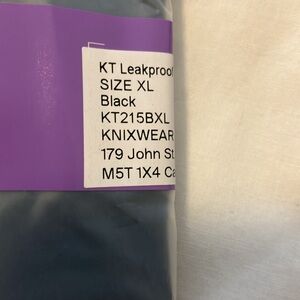 KT Leakproof
SIZE XL
Black
KT215BXL
KNIXWEAR
179 John St
M5T 1X4 Ca